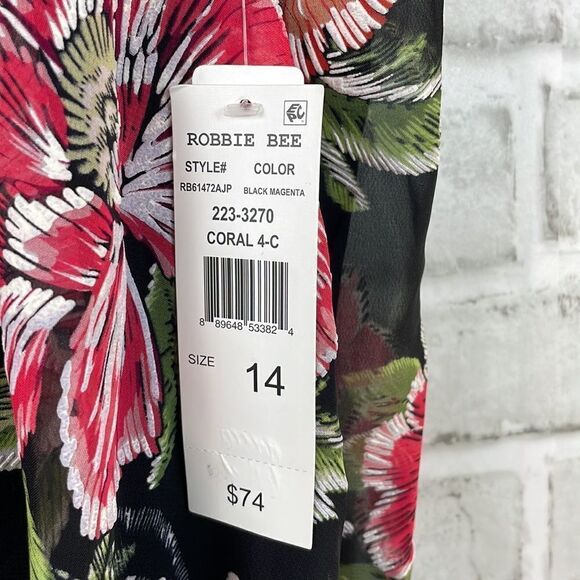 ROBBIE BEE
STYLE# COLOR
RB61472AJP BLACK MAGENTA
223-3270
CORAL 4-C
8 89648 53382 4
SIZE 14
$74